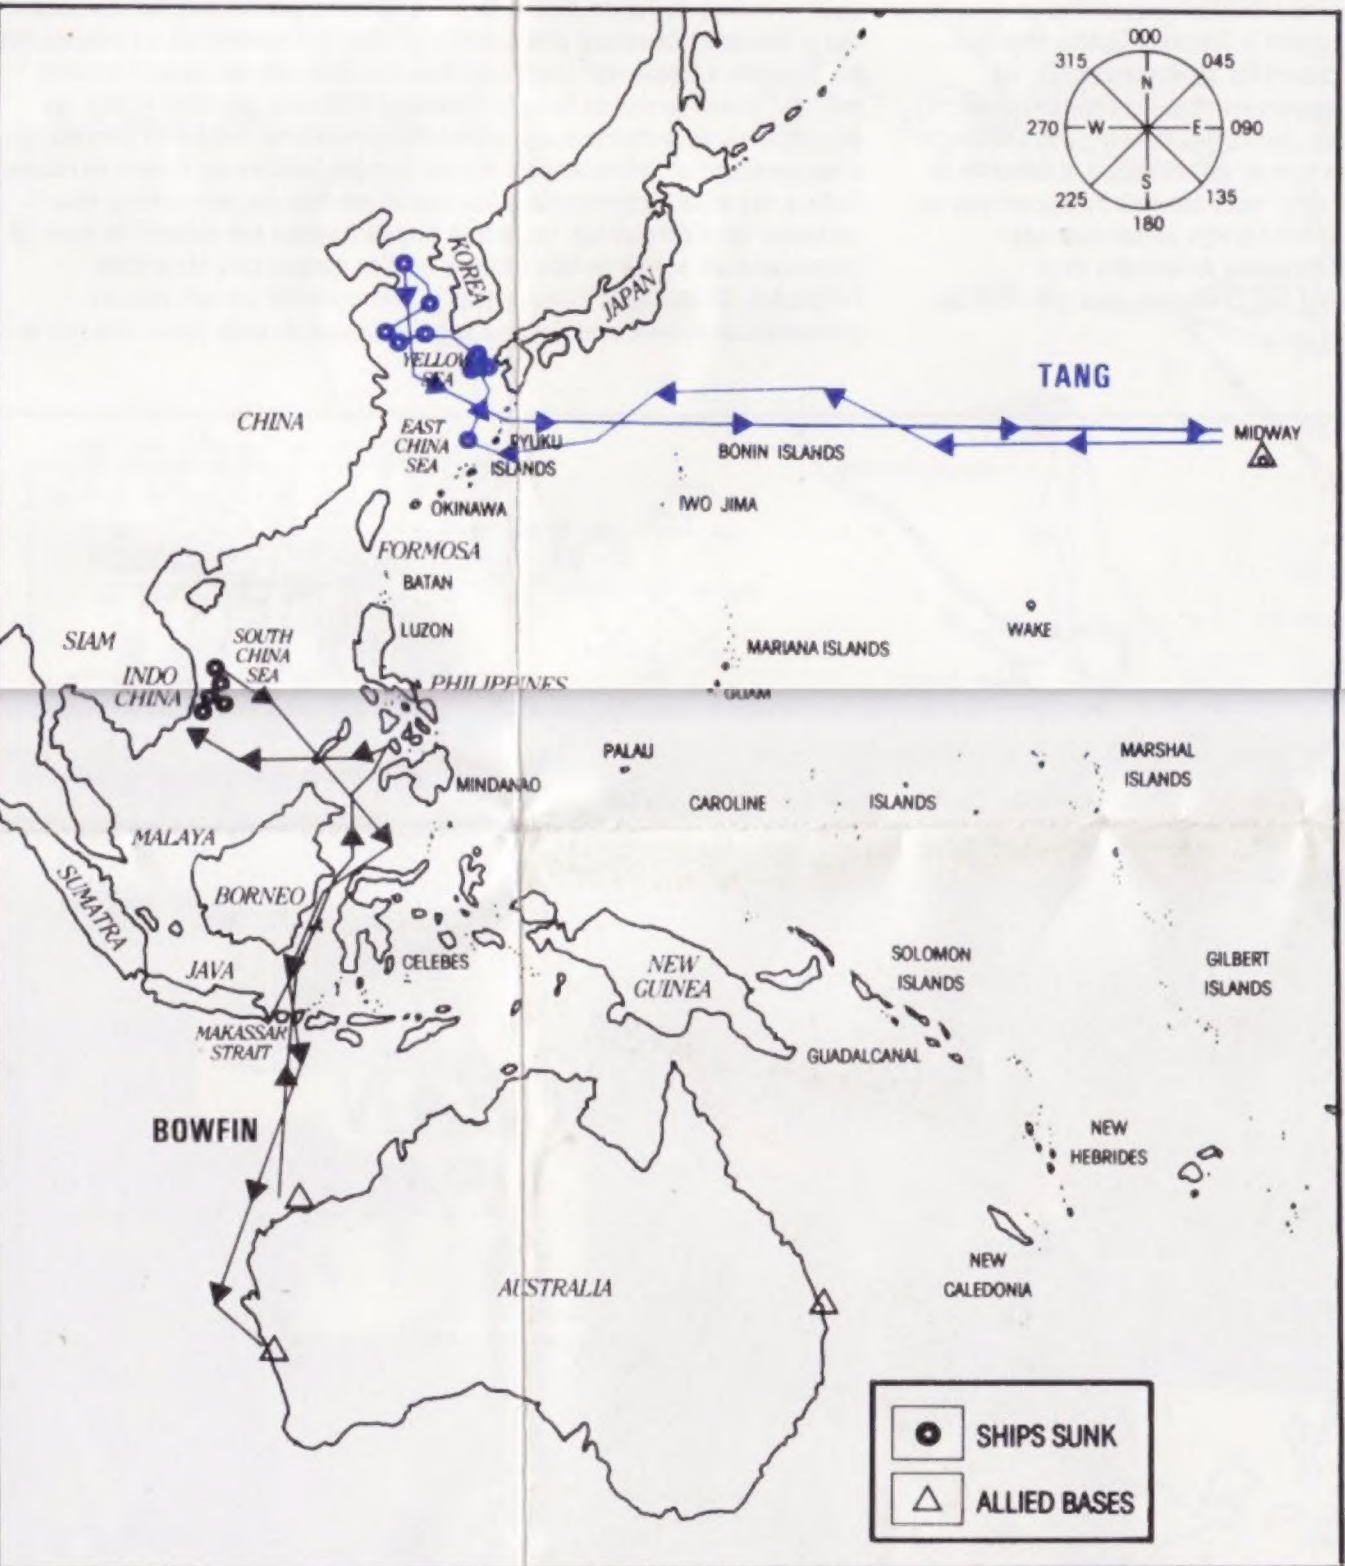 000
315
045
N
270
W
E
090
S
225
135
180
KOREA
JAPAN
YELLOW
SEA
TANG
CHINA
EAST
CHINA
SEA
RYUKU
ISLANDS
BONIN ISLANDS
MIDWAY
OKINAWA
IWO JIMA
FORMOSA
BATAN
LUZON
WAKE
SIAM
SOUTH
CHINA
SEA
MARIANA ISLANDS
INDO
CHINA
PHILIPPINES
GUAM
PALAU
MARSHAL
ISLANDS
MINDANAO
CAROLINE
ISLANDS
MALAYA
SUMATRA
BORNEO
JAVA
CELEBES
NEW
GUINEA
SOLOMON
ISLANDS
GILBERT
ISLANDS
MAKASSAR
STRAIT
GUADALCANAL
BOWFIN
NEW
HEBRIDES
AUSTRALIA
NEW
CALEDONIA
SHIPS SUNK
ALLIED BASES